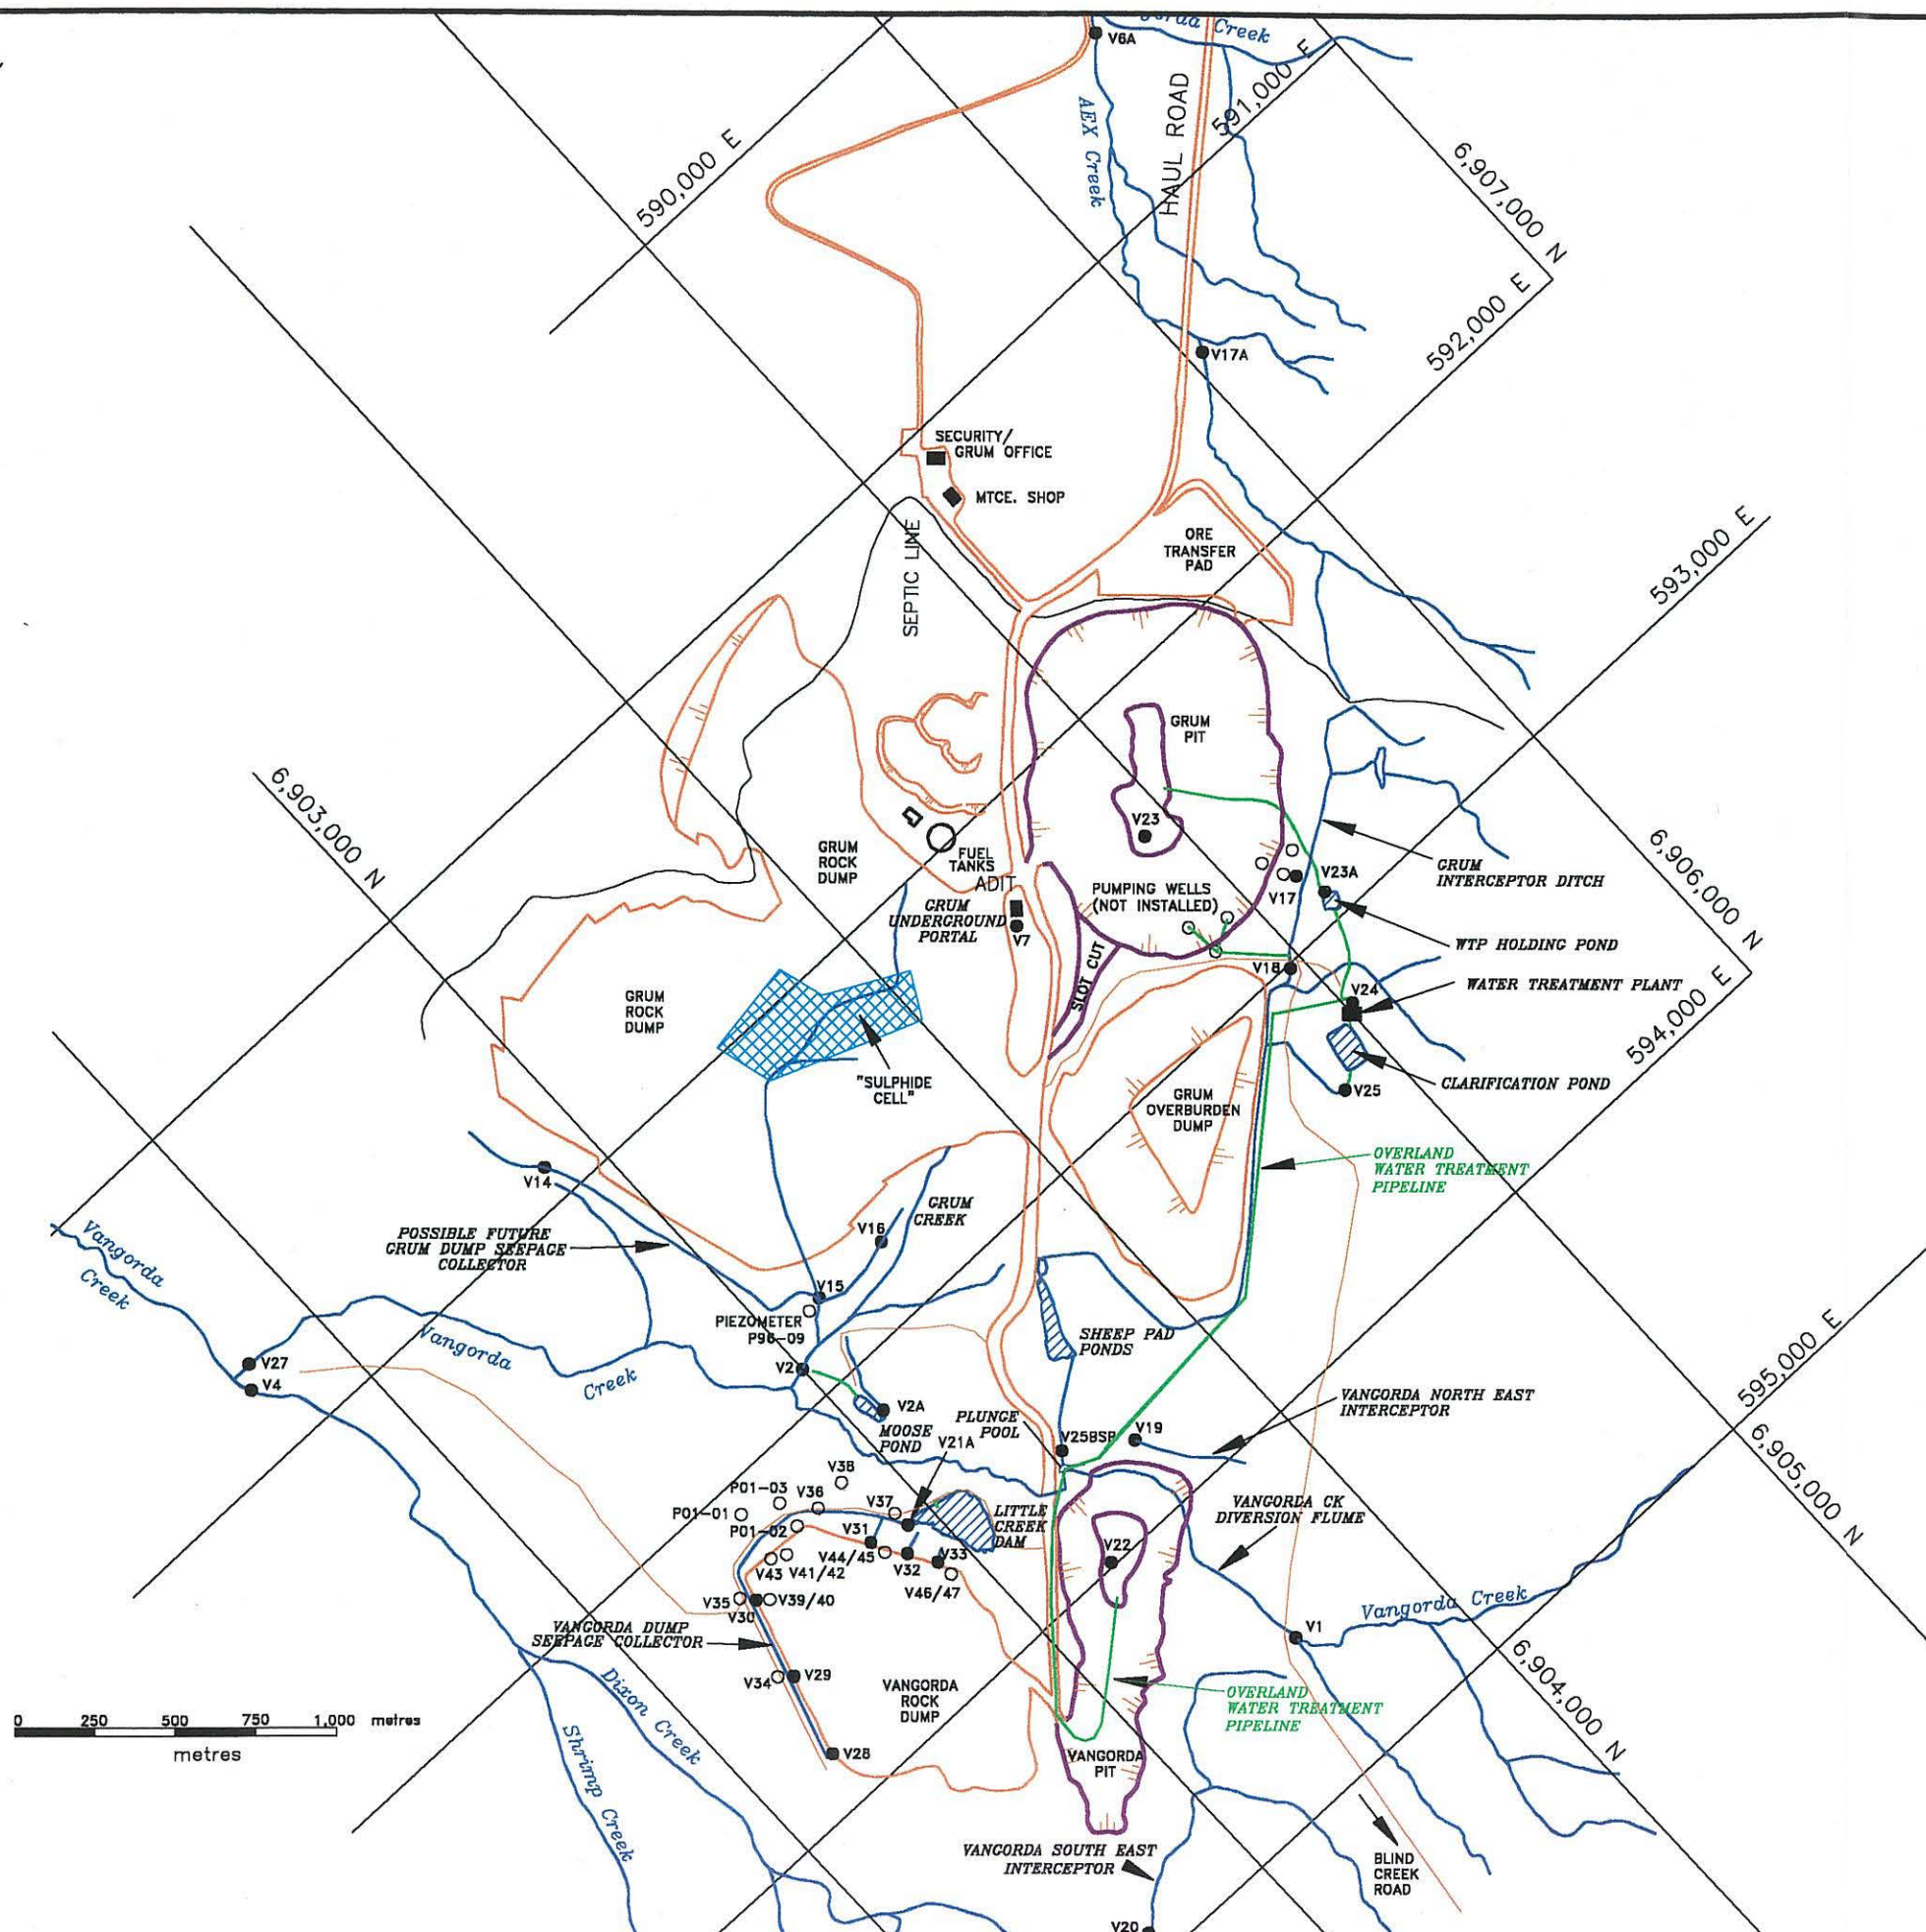 Creek
V6A
591,000 E
HAUL ROAD
AEX Creek
590,000 E
6,907,000 N
592,000 E
V17A
SECURITY/
GRUM OFFICE
MTCE. SHOP
SEPTIC LINE
ORE
TRANSFER
PAD
593,000 E
GRUM
PIT
V23
6,903,000 N
GRUM
ROCK
DUMP
FUEL
TANKS
ADIT
GRUM
UNDERGROUND
PORTAL
V7
PUMPING WELLS
(NOT INSTALLED)
V17
V23A
GRUM
INTERCEPTOR DITCH
6,906,000 N
WTP HOLDING POND
V18
SLOT CUT
V24
WATER TREATMENT PLANT
594,000 E
GRUM
ROCK
DUMP
"SULPHIDE
CELL"
GRUM
OVERBURDEN
DUMP
CLARIFICATION POND
V25
OVERLAND
WATER TREATMENT
PIPELINE
V14
GRUM
CREEK
V16
POSSIBLE FUTURE
GRUM DUMP SEEPAGE
COLLECTOR
Vangorda
Creek
V15
PIEZOMETER
P96-09
Vangorda
Creek
V27
V4
V2
SHEEP PAD
PONDS
595,000 E
V2A
MOOSE
POND
PLUNGE
POOL
V21A
V25BSP
V19
VANGORDA NORTH EAST
INTERCEPTOR
6,905,000 N
V38
P01-03
V36
P01-01
P01-02
V37
V31
LITTLE
CREEK
DAM
VANGORDA CK
DIVERSION FLUME
V22
V44/45
V32
V33
V43
V41/42
V46/47
V35
V30
V39/40
VANGORDA DUMP
SEEPAGE COLLECTOR
Vangorda Creek
V1
6,904,000 N
V34
V29
VANGORDA
ROCK
DUMP
OVERLAND
WATER TREATMENT
PIPELINE
Dixon Creek
0 250 500 750 1,000 metres
metres
V28
Shrimp Creek
VANGORDA
PIT
VANGORDA SOUTH EAST
INTERCEPTOR
BLIND
CREEK
ROAD
V20